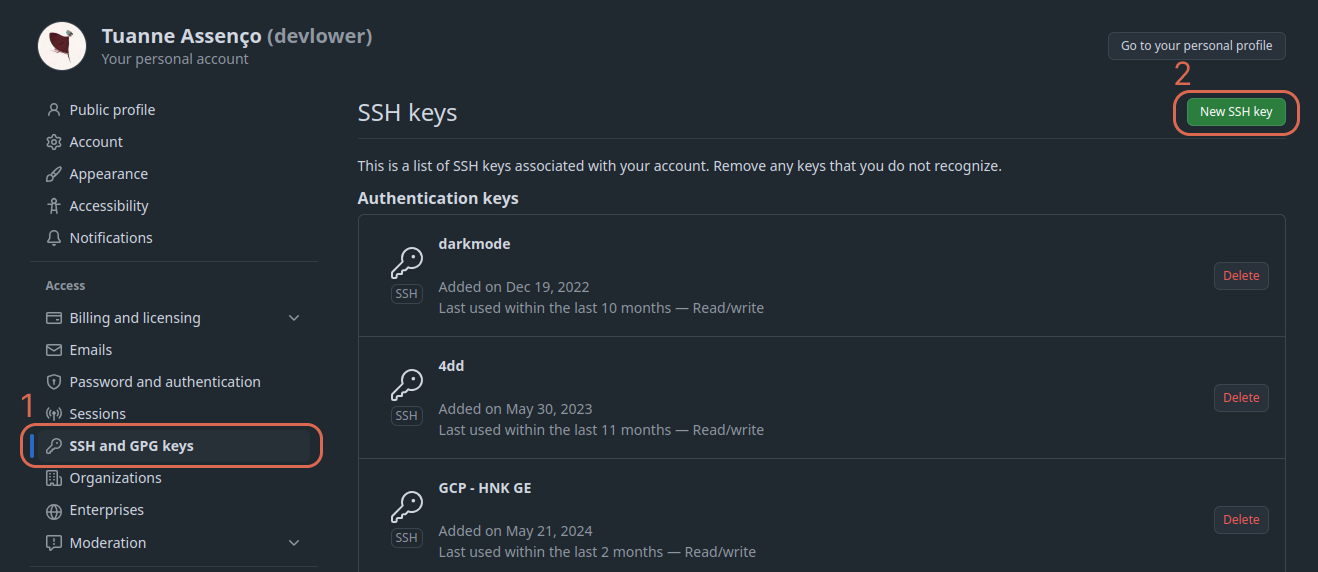 Tuanne Assenço (devlower)
Your personal account
Go to your personal profile
Public profile
Account
Appearance
Accessibility
Notifications
Access
Billing and licensing
Emails
Password and authentication
1
Sessions
SSH and GPG keys
Organizations
Enterprises
Moderation
2
SSH keys
New SSH key
This is a list of SSH keys associated with your account. Remove any keys that you do not recognize.
Authentication keys
darkmode
SSH
Added on Dec 19, 2022
Last used within the last 10 months — Read/write
Delete
4dd
SSH
Added on May 30, 2023
Last used within the last 11 months — Read/write
Delete
GCP - HNK GE
SSH
Added on May 21, 2024
Last used within the last 2 months — Read/write
Delete